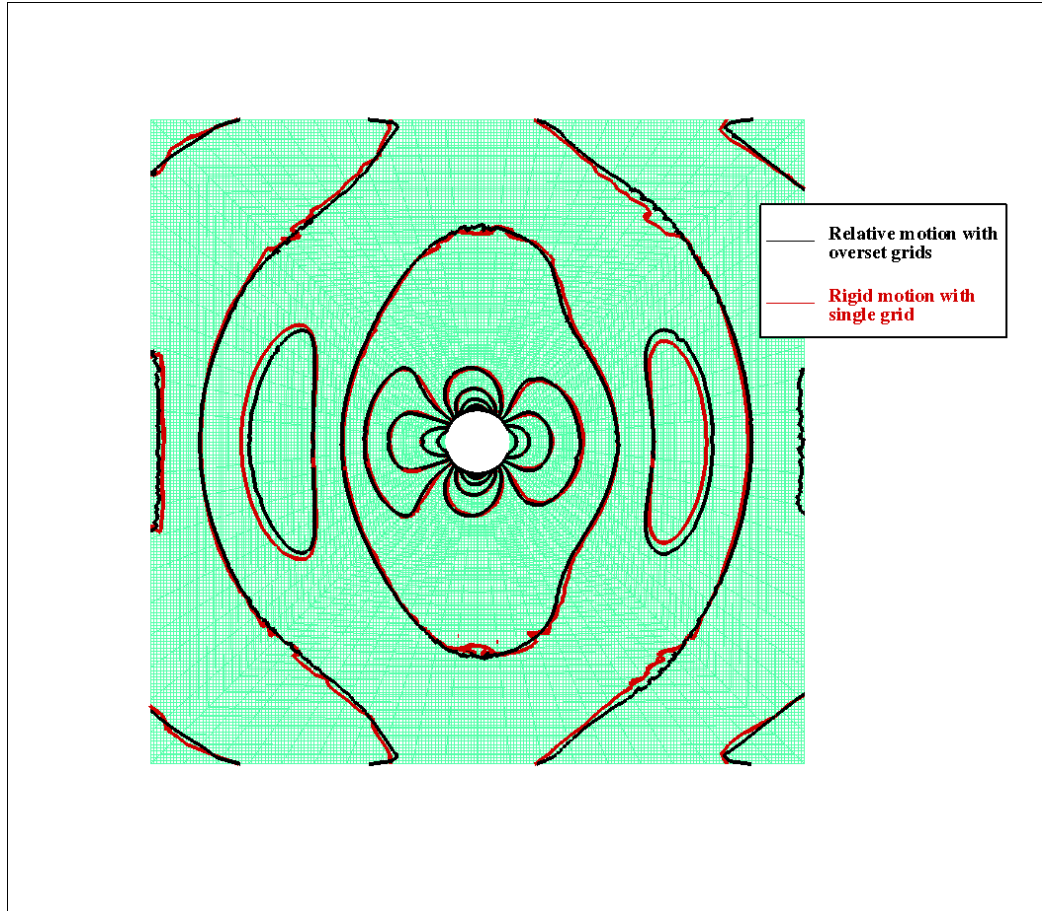 Relative motion with
overset grids
Rigid motion with
single grid